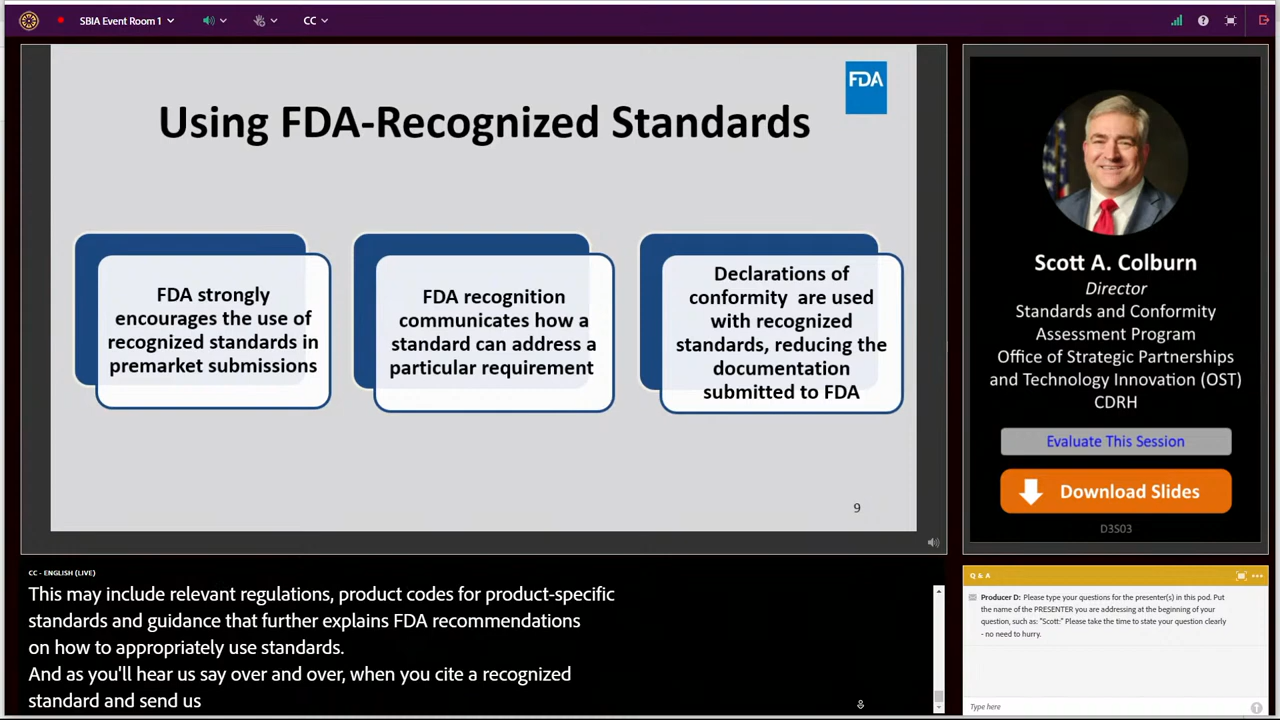 SBIA Event Room 1
CC
FDA
Using FDA-Recognized Standards
FDA strongly
encourages the use of
recognized standards in
premarket submissions
FDA recognition
communicates how a
standard can address a
particular requirement
Declarations of
conformity are used
with recognized
standards, reducing the
documentation
submitted to FDA
9
Scott A. Colburn
Director
Standards and Conformity
Assessment Program
Office of Strategic Partnerships
and Technology Innovation (OST)
CDRH
Evaluate This Session
Download Slides
D3S03
CC - ENGLISH (LIVE)
This may include relevant regulations, product codes for product-specific
standards and guidance that further explains FDA recommendations
on how to appropriately use standards.
And as you'll hear us say over and over, when you cite a recognized
standard and send us
Q & A
Producer D: Please type your questions for the presenter(s) in this pod. Put
the name of the PRESENTER you are addressing at the beginning of your
question, such as: "Scott:" Please take the time to state your question clearly
- no need to hurry.
Type here